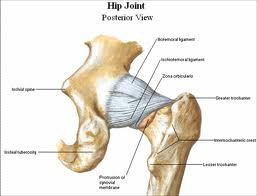 Hip Joint
Posterior View
Iliofemoral ligament
Ischiofemoral ligament
Zona orbicularis
Ischial spine
Greater trochanter
Ischial tuberosity
Intertrochanteric crest
Protrusion of
synovial
membrane
Lesser trochanter